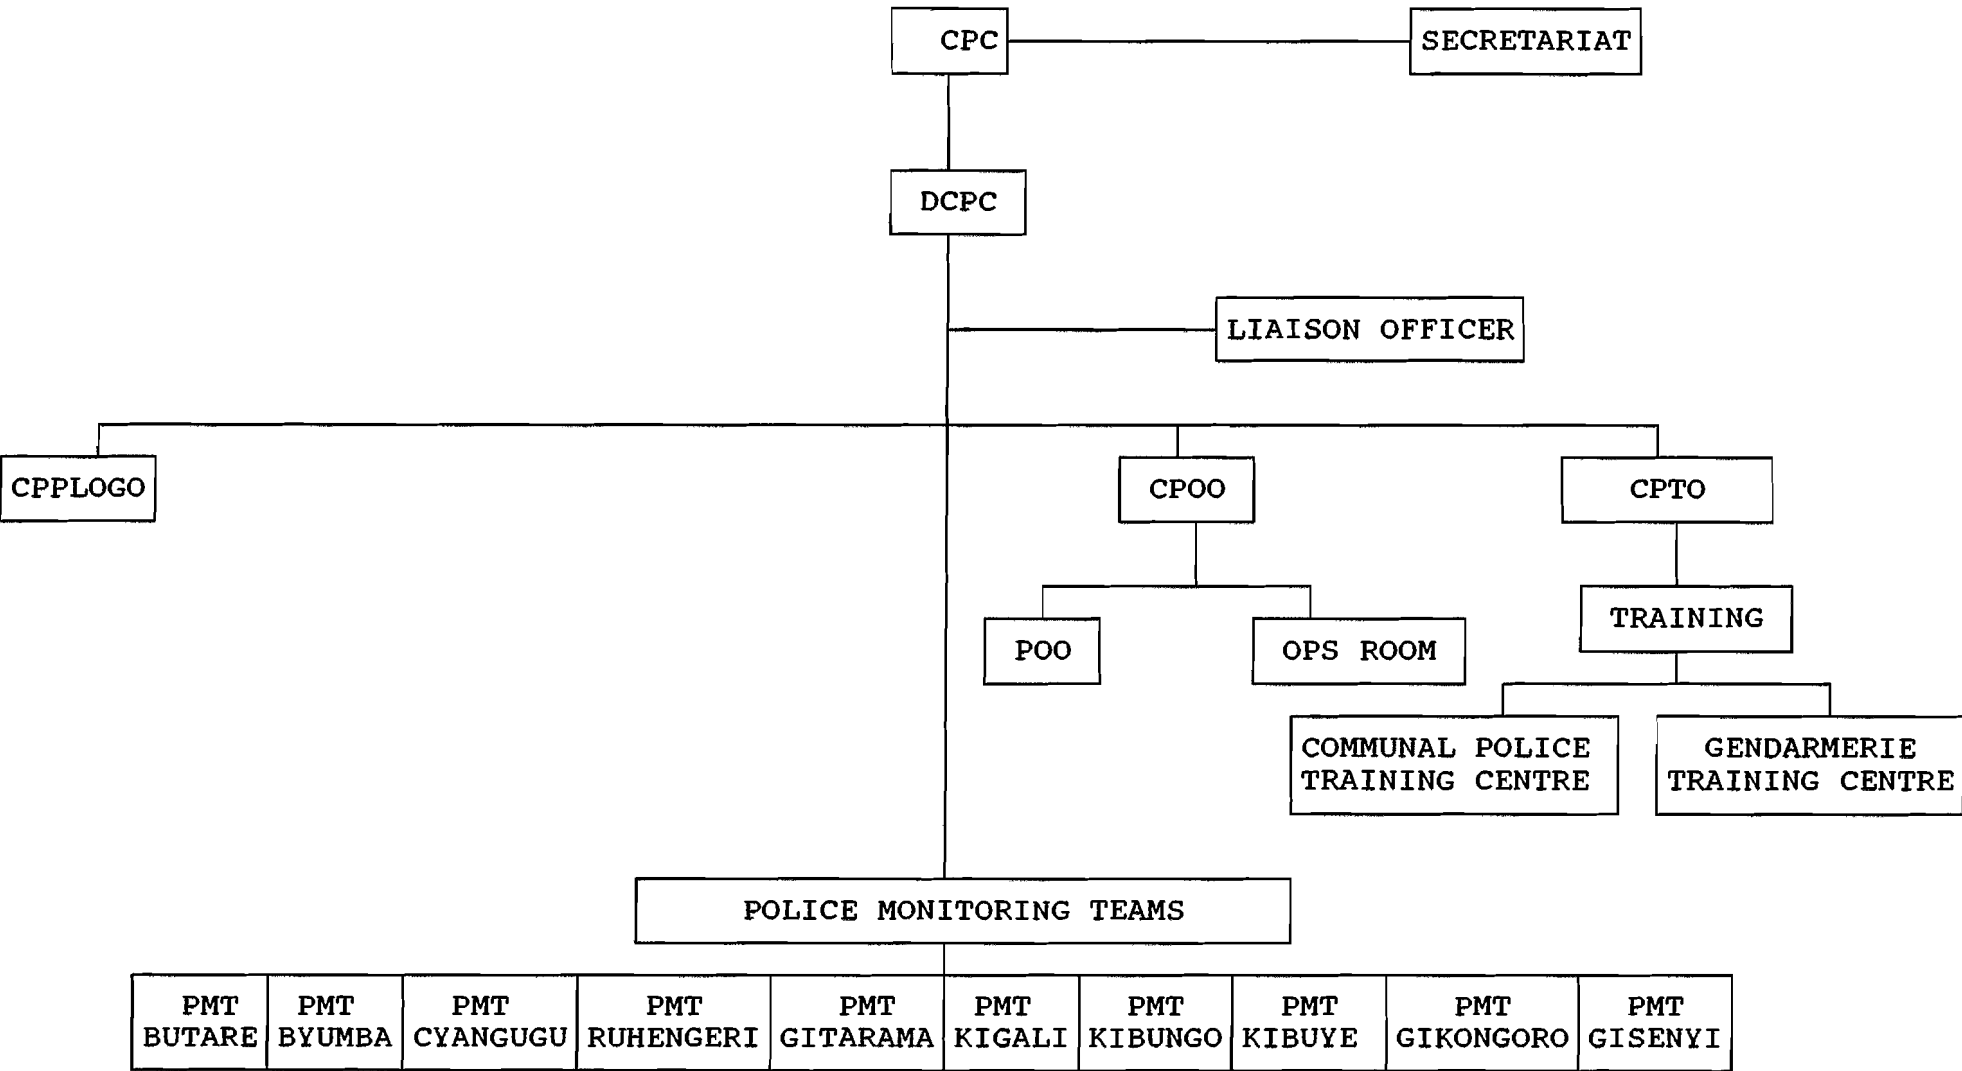 CPC
SECRETARIAT
DCPC
LIAISON OFFICER
CPPLOGO
CPOO
CPTO
POO
OPS ROOM
TRAINING
COMMUNAL POLICE
TRAINING CENTRE
GENDARMERIE
TRAINING CENTRE
POLICE MONITORING TEAMS
PMT
BUTARE
PMT
BYUMBA
PMT
CYANGUGU
PMT
RUHENGERI
PMT
GITARAMA
PMT
KIGALI
PMT
KIBUNGO
PMT
KIBUYE
PMT
GIKONGORO
PMT
GISENYI